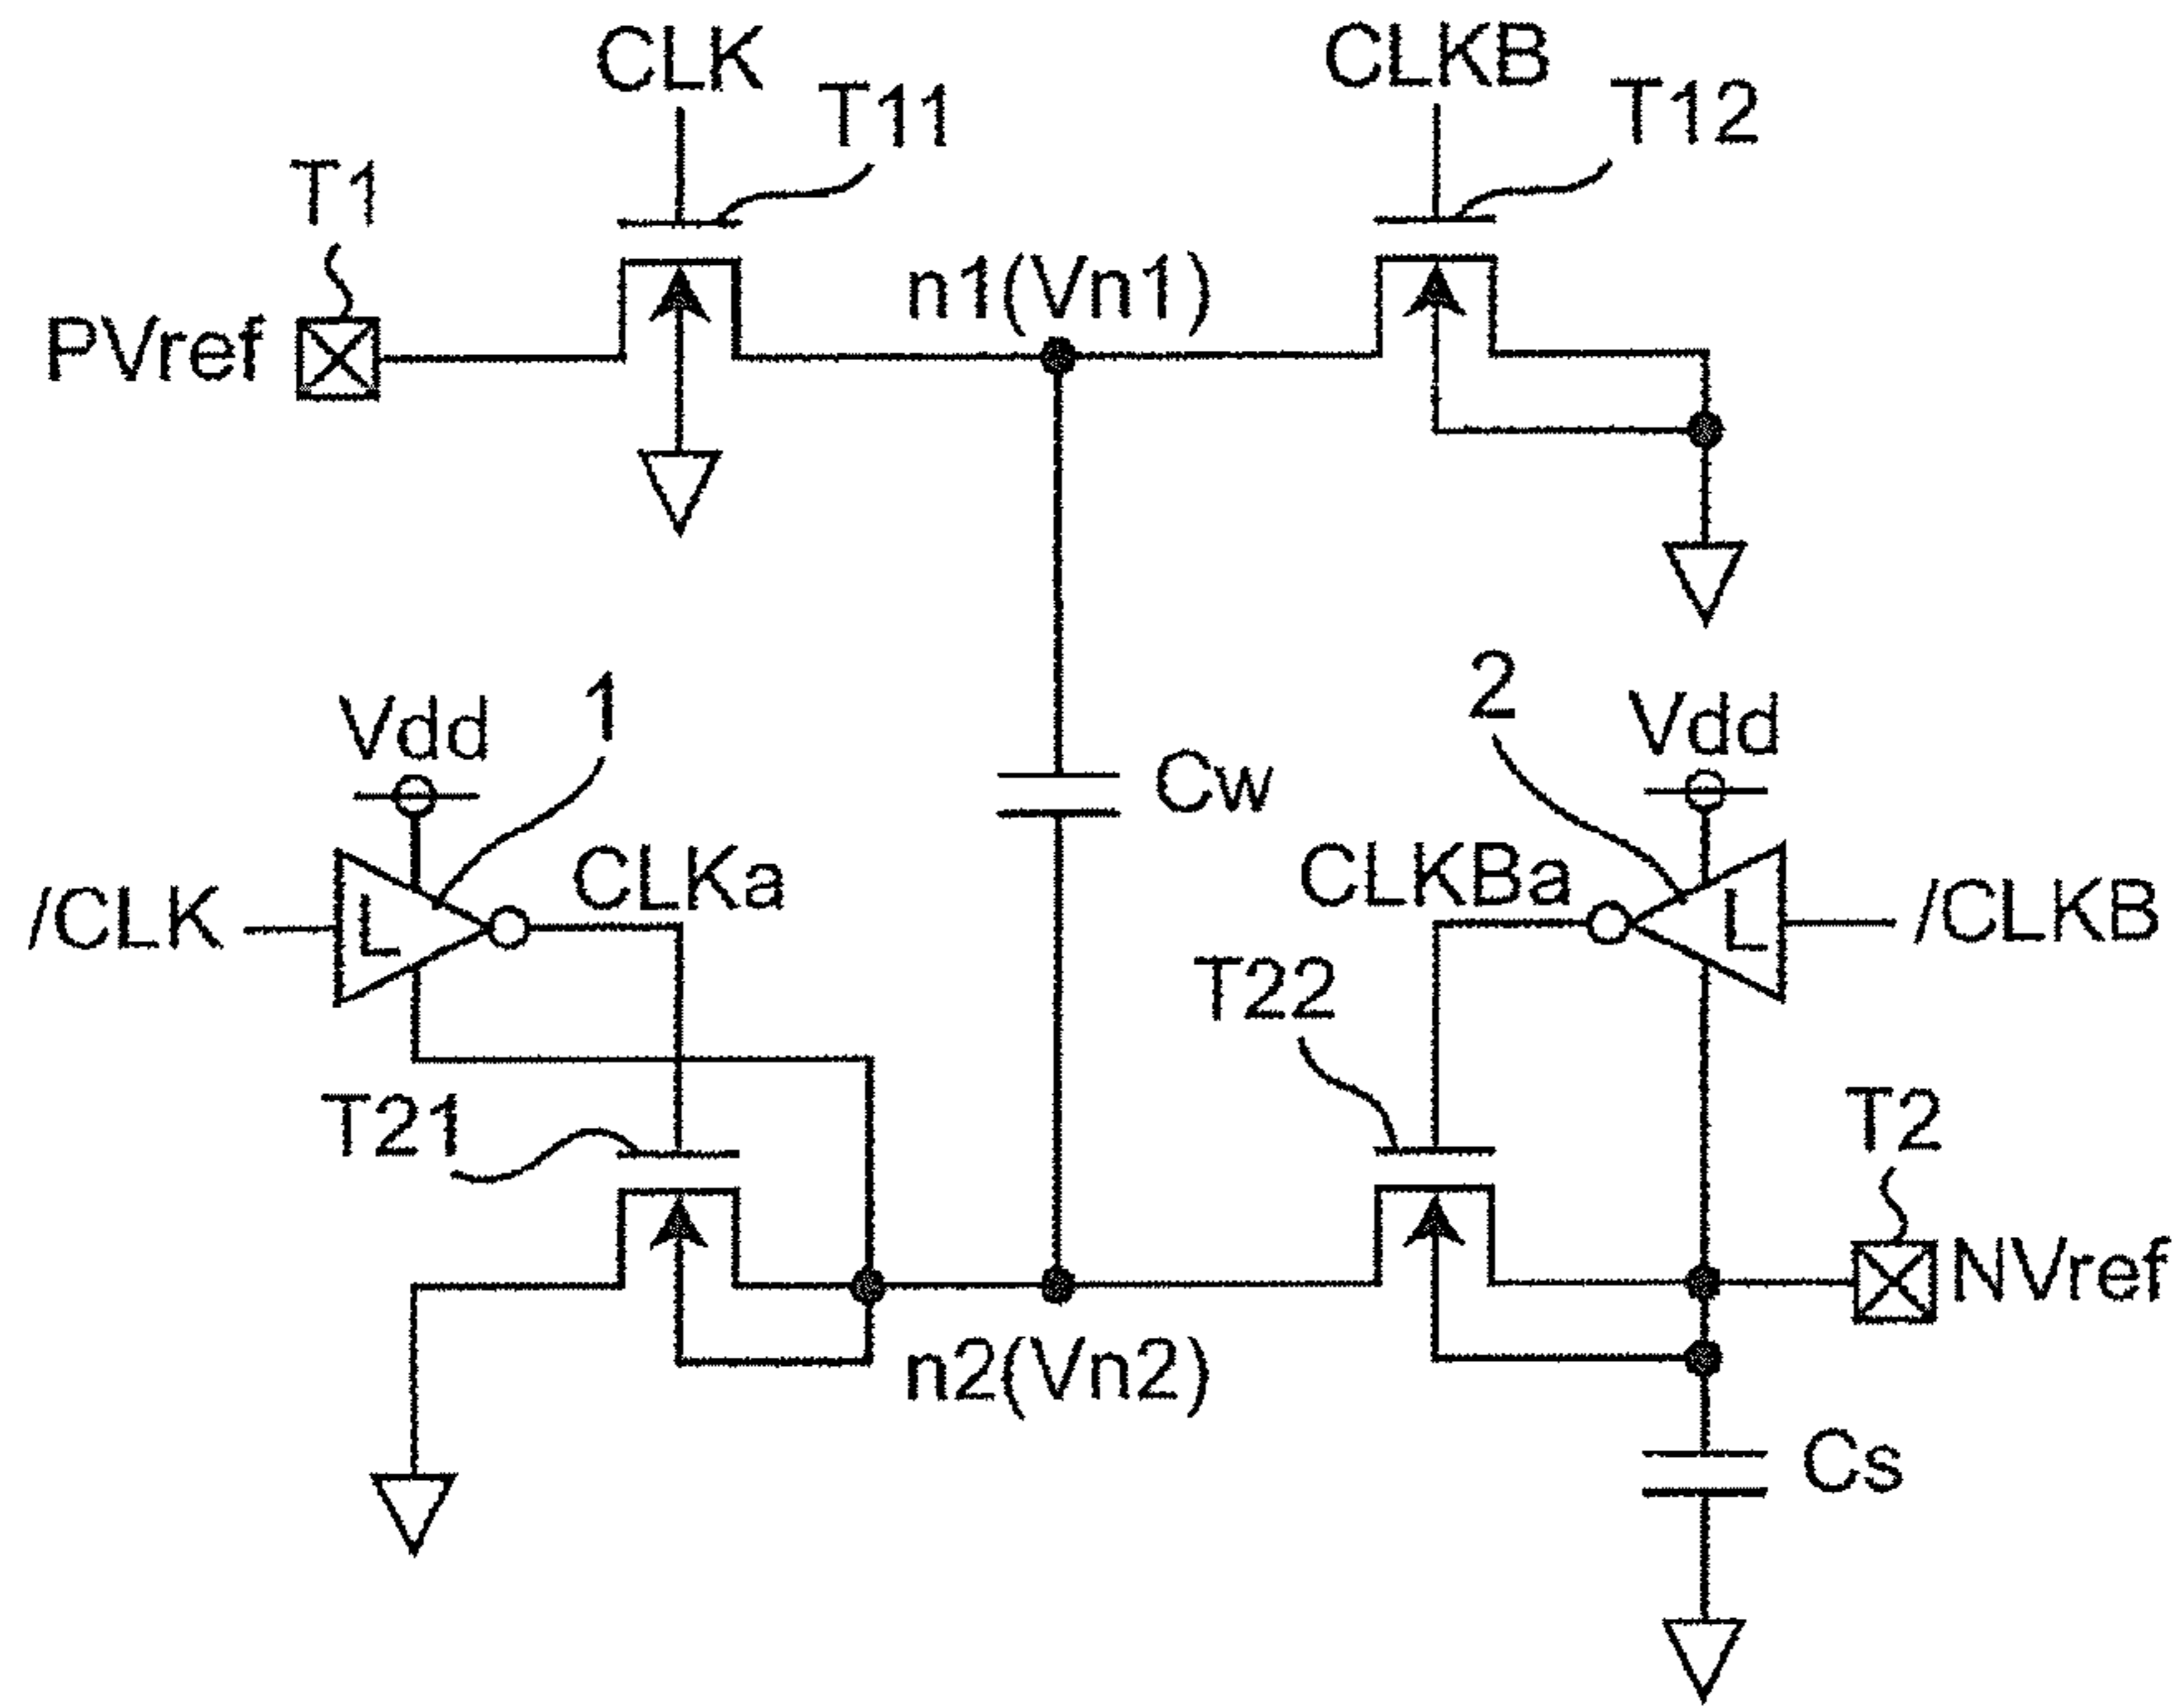 CLK
CLKB
T11
T12
T1
n1(Vn1)
PVref
1
2
Vdd
Vdd
Cw
CLKa
CLKBa
/CLK
L
L
/CLKB
T22
T21
T2
NVref
n2(Vn2)
Cs